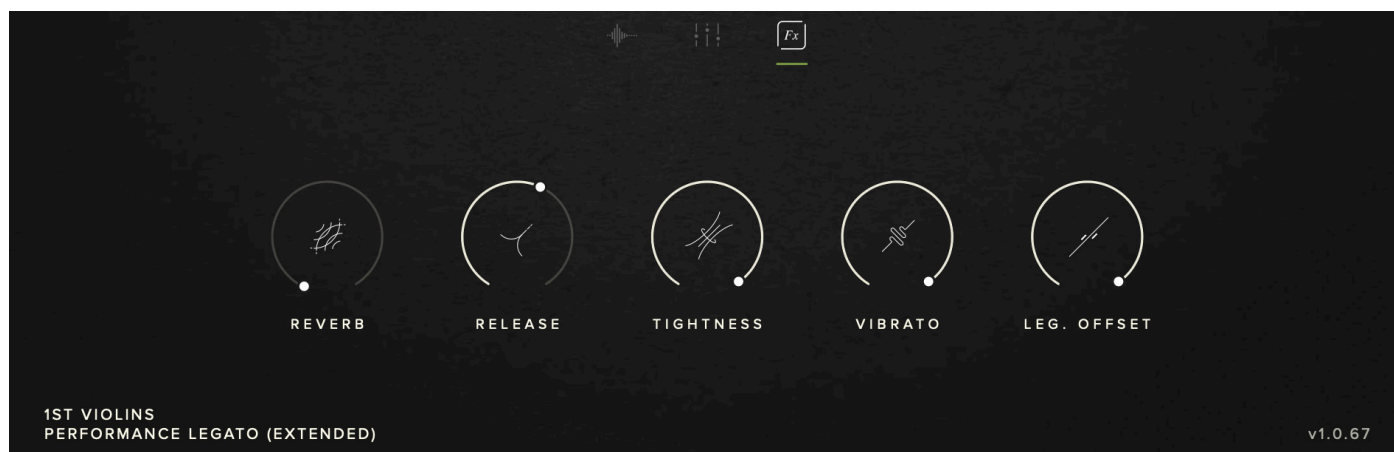 Fx
REVERB
RELEASE
TIGHTNESS
VIBRATO
LEG. OFFSET
1ST VIOLINS
PERFORMANCE LEGATO (EXTENDED)
v1.0.67